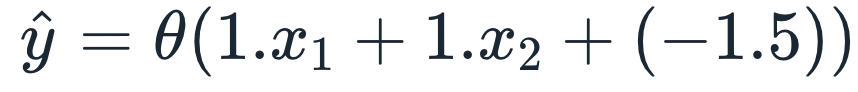 ŷ = θ(1.x₁ + 1.x₂ + (−1.5))